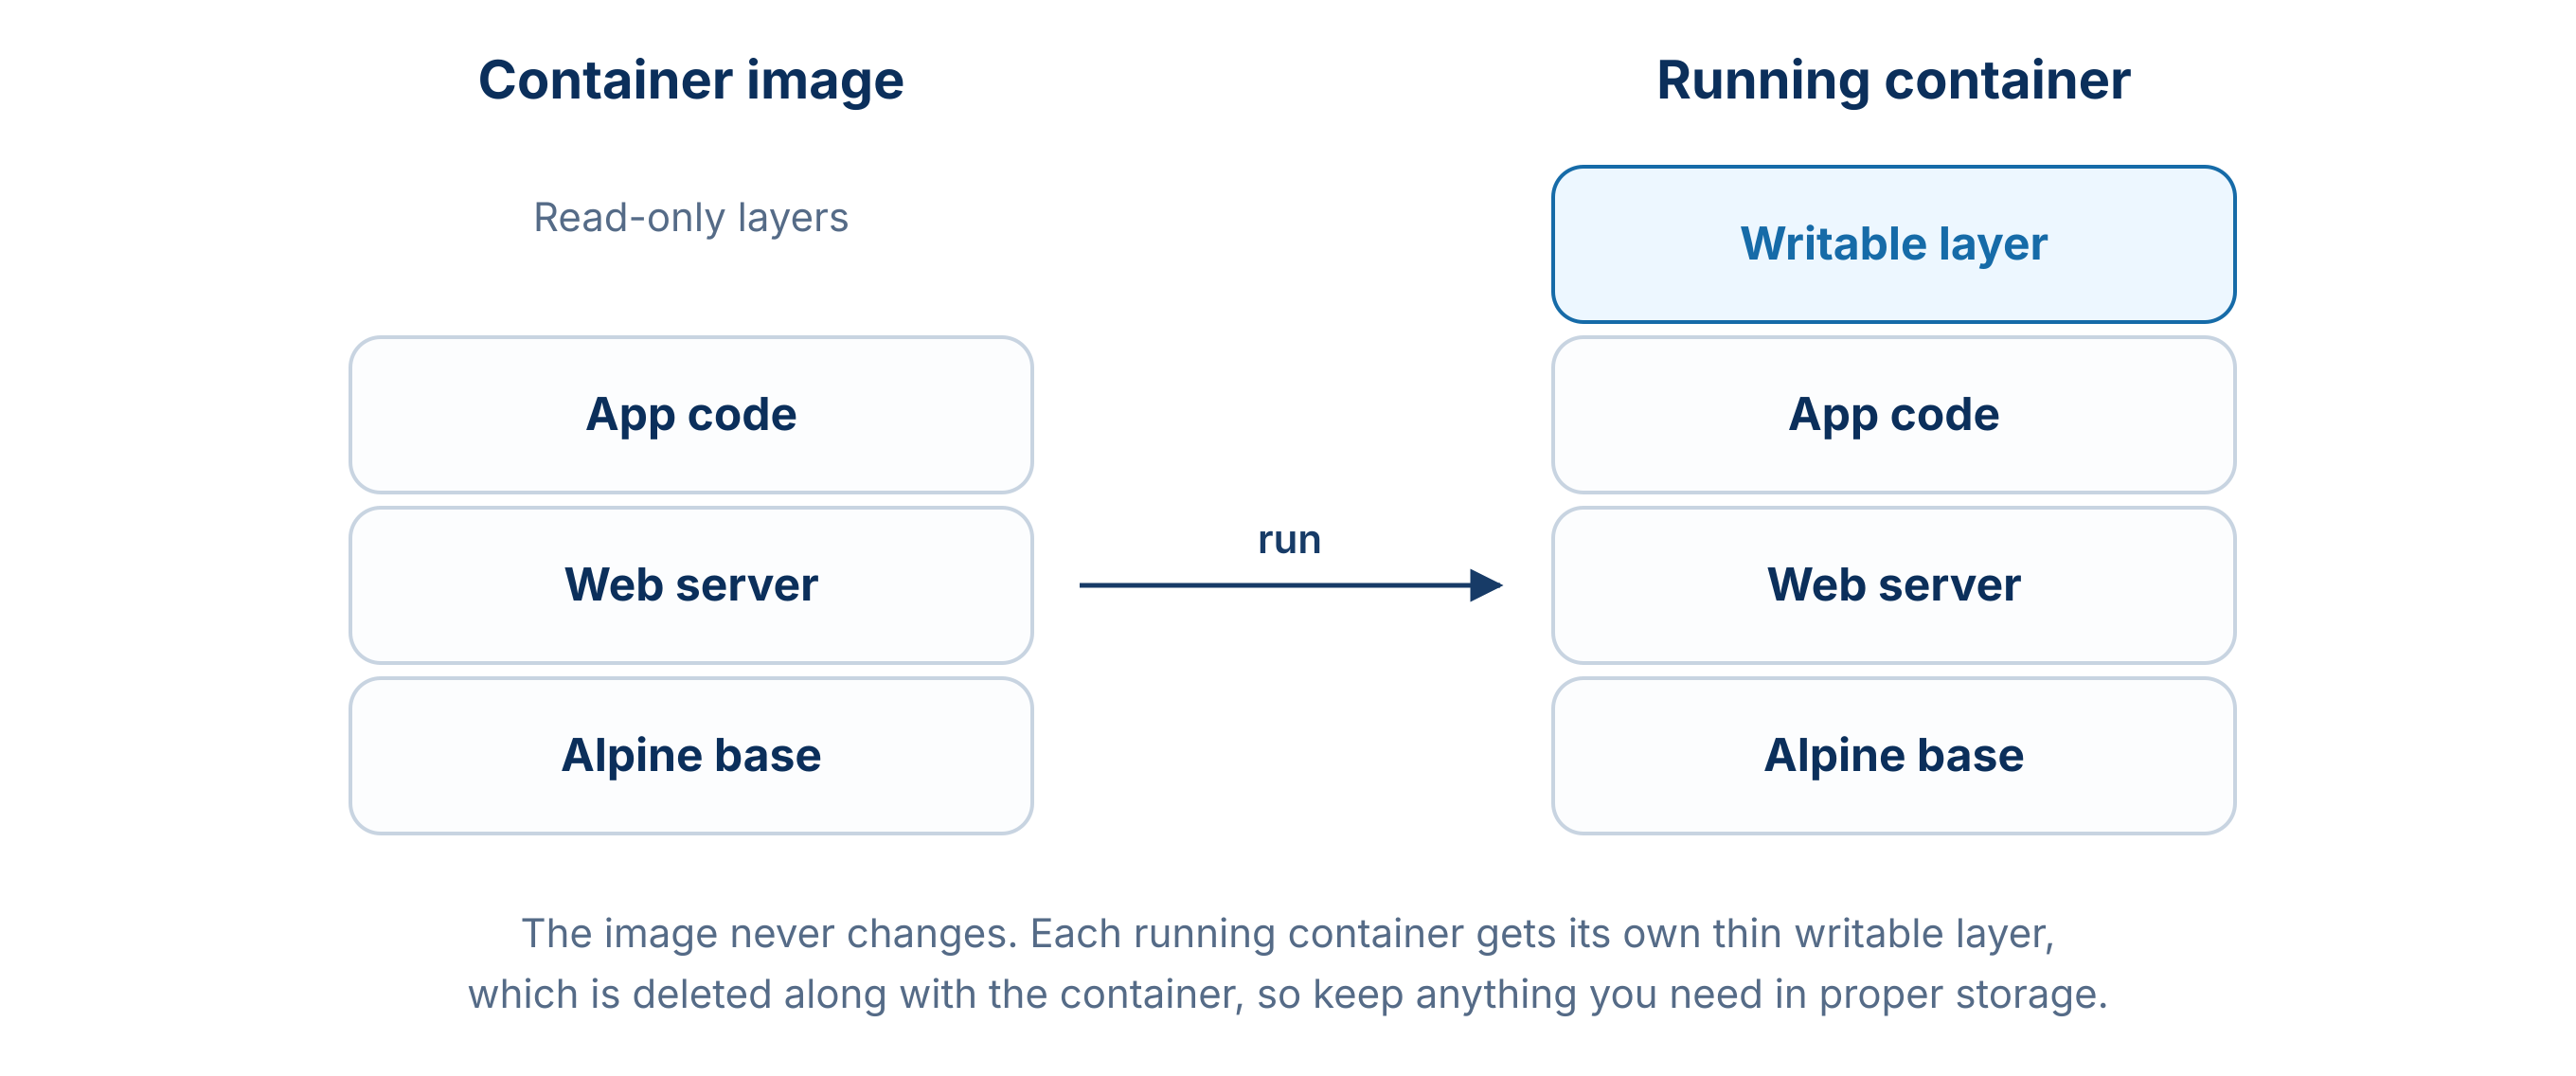 Container image
Read-only layers
App code
Web server
Alpine base
run
Running container
Writable layer
App code
Web server
Alpine base
The image never changes. Each running container gets its own thin writable layer,
which is deleted along with the container, so keep anything you need in proper storage.